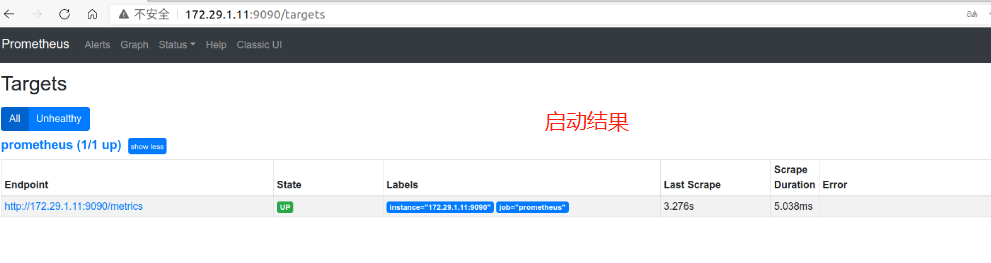 不安全 172.29.1.11:9090/targets
Prometheus Alerts Graph Status Help Classic UI
Targets
All Unhealthy
启动结果
prometheus (1/1 up) show less
Endpoint State Labels Last Scrape Scrape Duration Error
http://172.29.1.11:9090/metrics UP instance="172.29.1.11:9090" job="prometheus" 3.276s 5.038ms